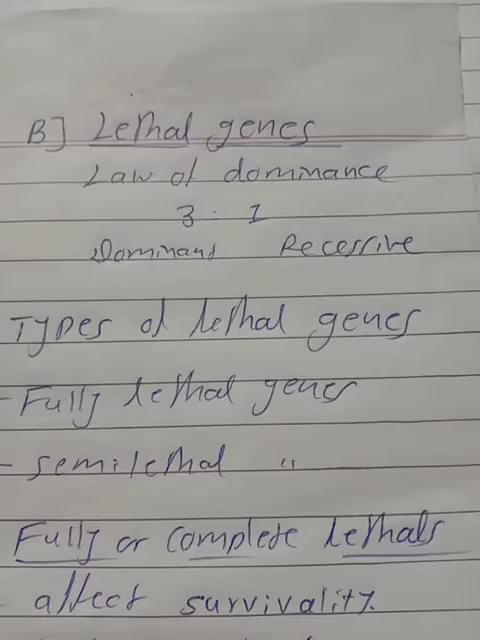 B] Lethal genes
Law of dominance
3 : 1
Dominant Recessive
Types of lethal genes
- Fully lethal genes
- semilethal "
Fully or complete lethals
- affect survivality.